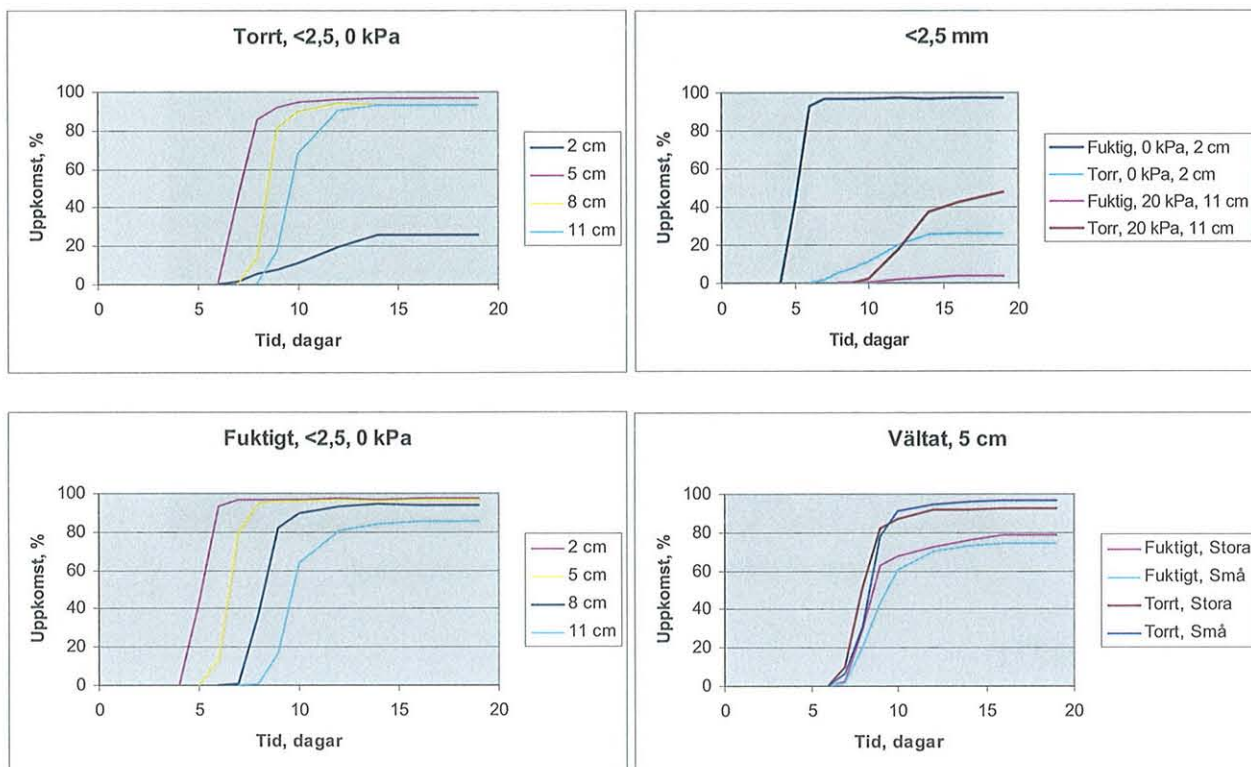 Torrt, <2,5, 0 kPa
Uppkomst, %
100
80
60
40
20
0
0 5 10 15 20
Tid, dagar
2 cm
5 cm
8 cm
11 cm
<2,5 mm
Uppkomst, %
100
80
60
40
20
0
0 5 10 15 20
Tid, dagar
Fuktig, 0 kPa, 2 cm
Torr, 0 kPa, 2 cm
Fuktig, 20 kPa, 11 cm
Torr, 20 kPa, 11 cm
Fuktigt, <2,5, 0 kPa
Uppkomst, %
100
80
60
40
20
0
0 5 10 15 20
Tid, dagar
2 cm
5 cm
8 cm
11 cm
Vältat, 5 cm
Uppkomst, %
100
80
60
40
20
0
0 5 10 15 20
Tid, dagar
Fuktigt, Stora
Fuktigt, Små
Torrt, Stora
Torrt, Små